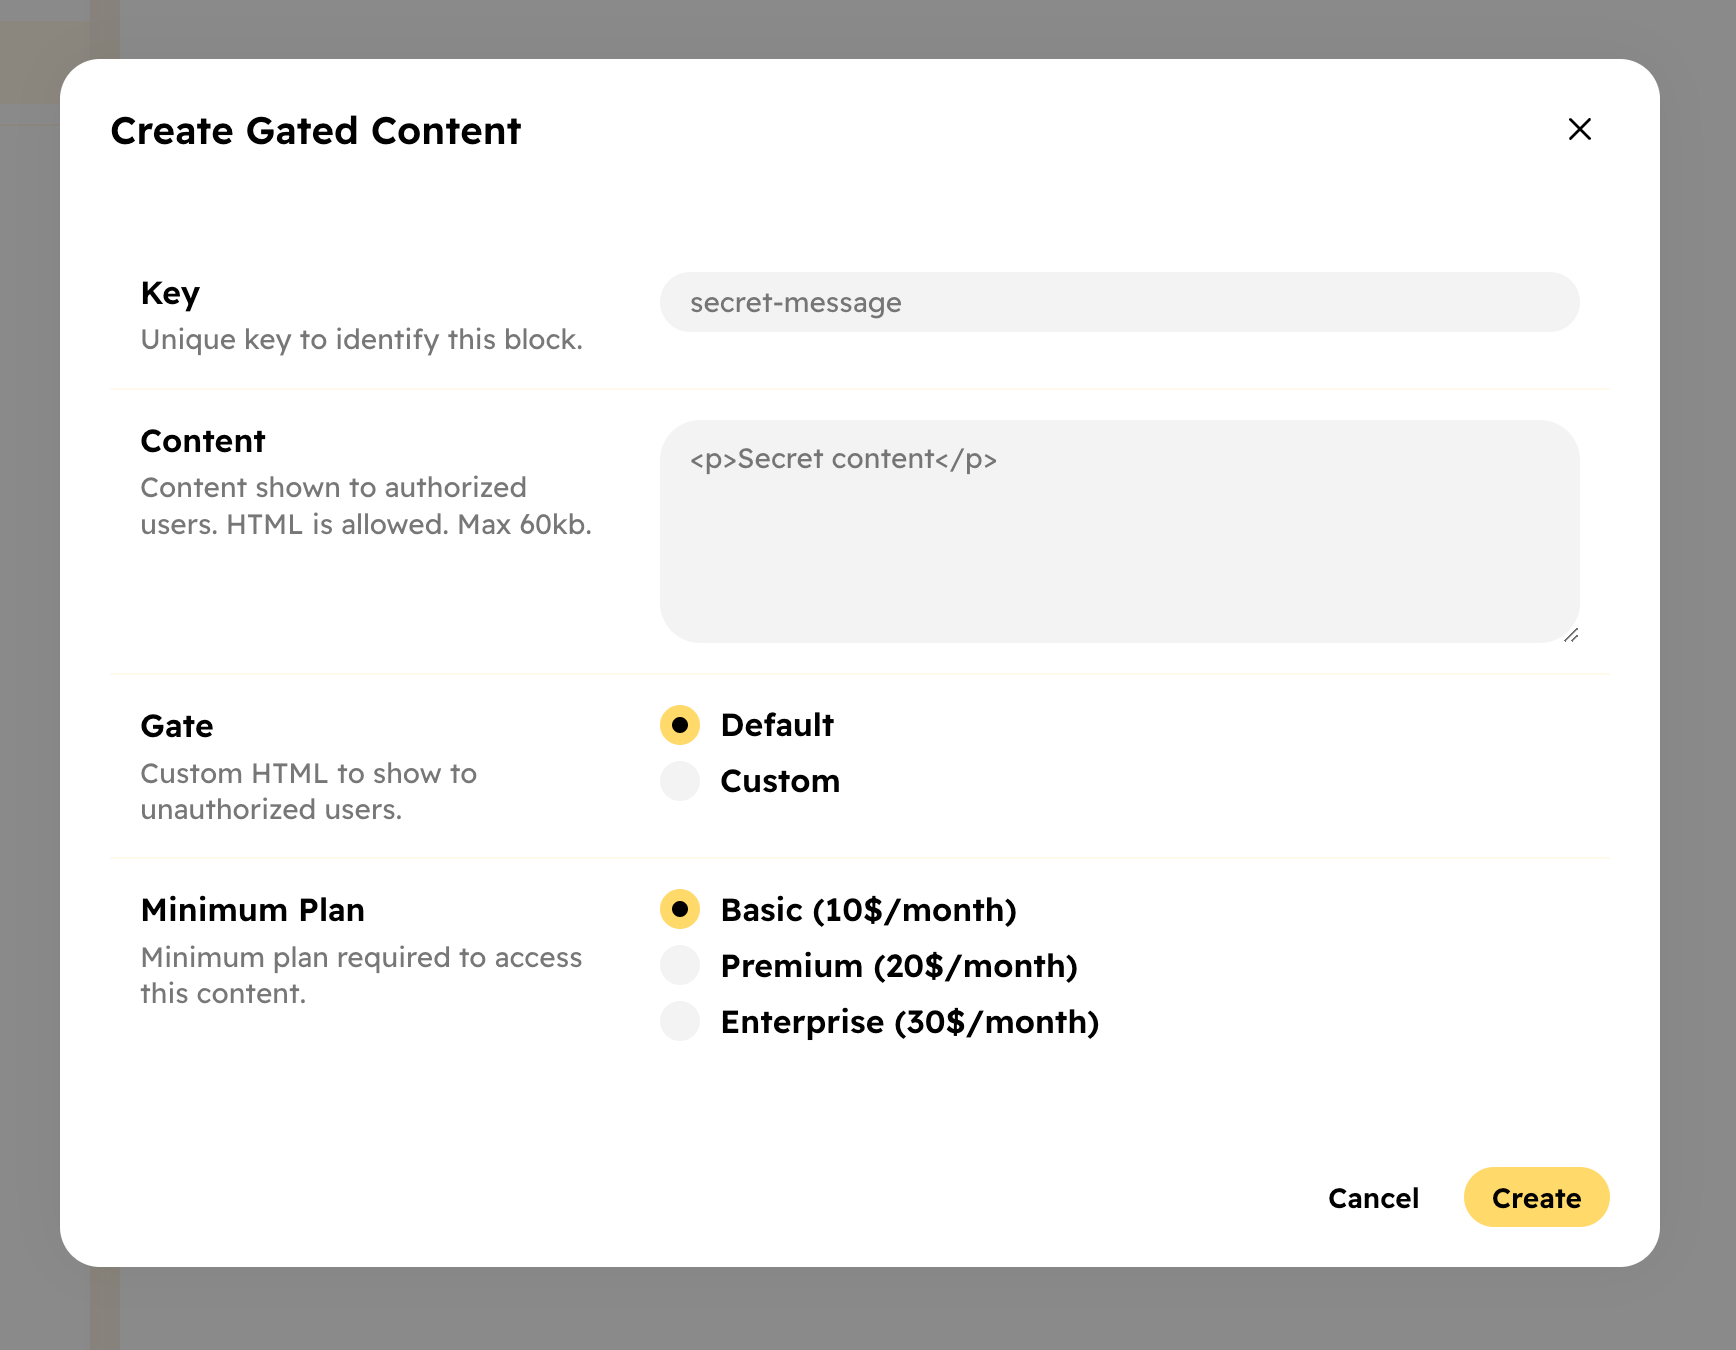 Create Gated Content
Key
Unique key to identify this block.
secret-message
Content
Content shown to authorized
users. HTML is allowed. Max 60kb.
<p>Secret content</p>
Gate
Custom HTML to show to
unauthorized users.
Default
Custom
Minimum Plan
Minimum plan required to access
this content.
Basic (10$/month)
Premium (20$/month)
Enterprise (30$/month)
Cancel
Create